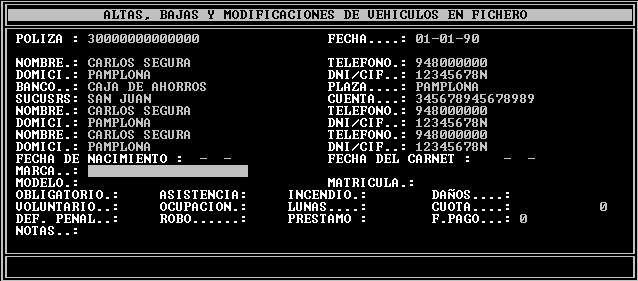 ALTAS, BAJAS Y MODIFICACIONES DE VEHICULOS EN FICHERO
POLIZA : 30000000000000 FECHA....: 01-01-90
NOMBRE.: CARLOS SEGURA TELEFONO.: 948000000
DOMICI.: PAMPLONA DNI/CIF..: 12345678N
BANCO..: CAJA DE AHORROS PLAZA....: PAMPLONA
SUCURS: SAN JUAN CUENTA...: 345678945678989
NOMBRE.: CARLOS SEGURA TELEFONO.: 948000000
DOMICI.: PAMPLONA DNI/CIF..: 12345678N
NOMBRE.: CARLOS SEGURA TELEFONO.: 948000000
DOMICI.: PAMPLONA DNI/CIF..: 12345678N
FECHA DE NACIMIENTO : - - FECHA DEL CARNET : - -
MARCA..:
MODELO.: MATRICULA.:
OBLIGATORIO.: ASISTENCIA: INCENDIO.: DAÑOS....:
VOLUNTARIO..: OCUPACION.: LUNAS....: CUOTA....: 0
DEF. PENAL..: ROBO......: PRESTAMO : F.PAGO...: 0
NOTAS..: